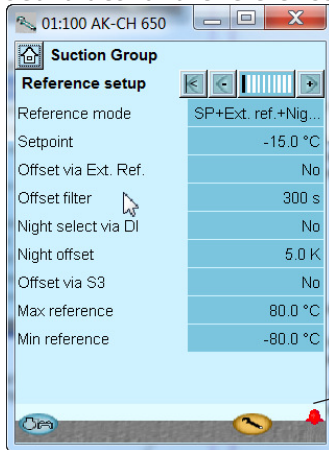 01:100 AK-CH 650
Suction Group
Reference setup
Reference mode SP+Ext. ref.+Nig...
Setpoint -15.0 °C
Offset via Ext. Ref. No
Offset filter 300 s
Night select via DI No
Night offset 5.0 K
Offset via S3 No
Max reference 80.0 °C
Min reference -80.0 °C